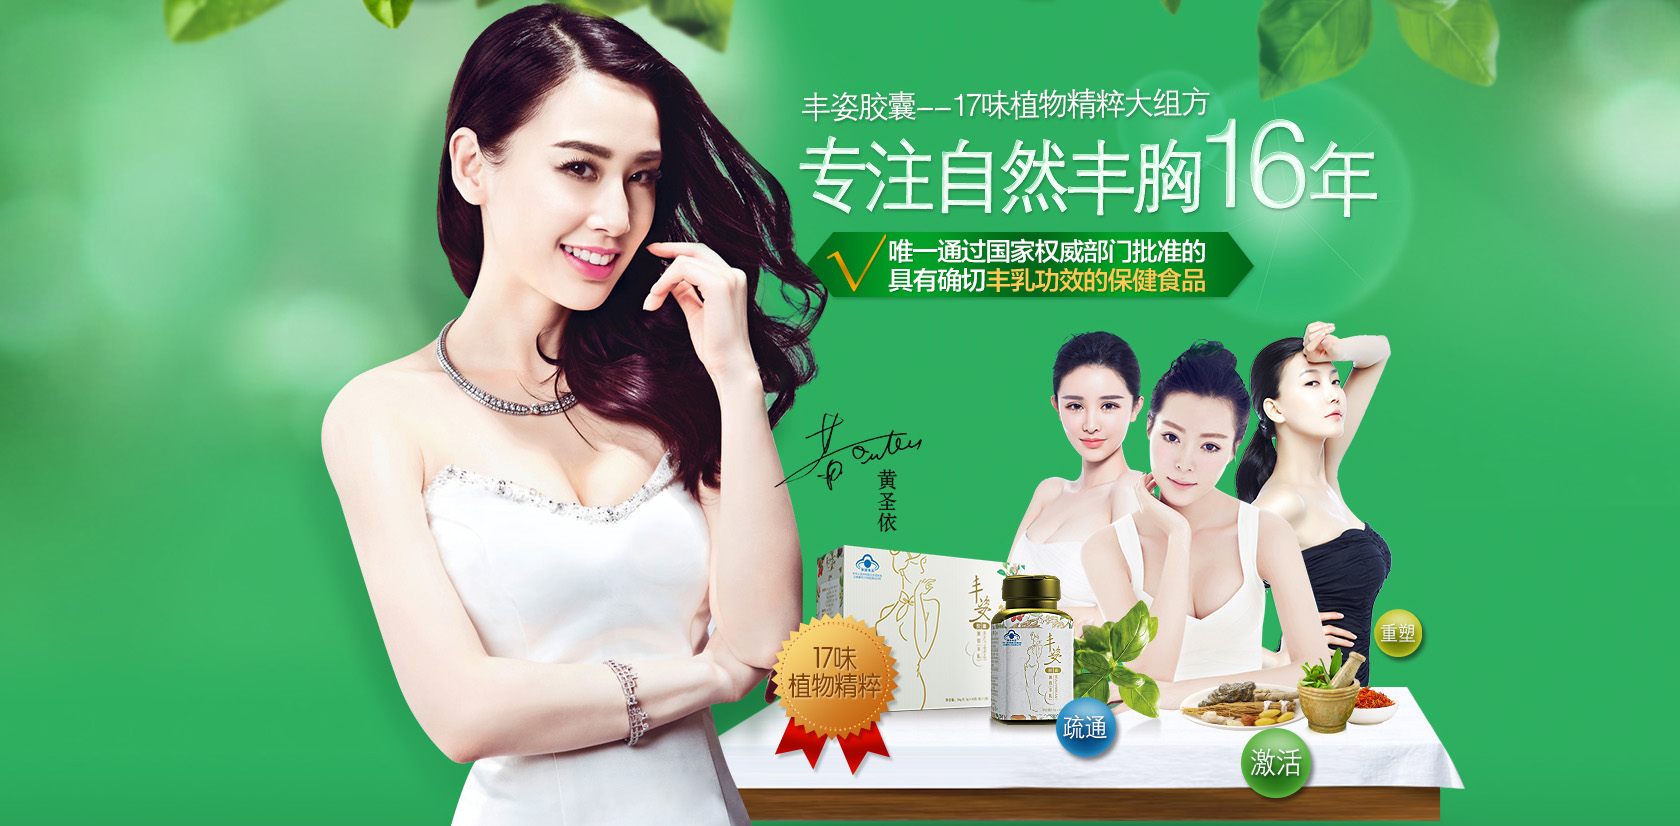 丰姿胶囊--17味植物精粹大组方
专注自然丰胸16年
唯一通过国家权威部门批准的
具有确切丰乳功效的保健食品
黄圣依
丰姿
丰姿
17味
植物精粹
疏通
激活
重塑